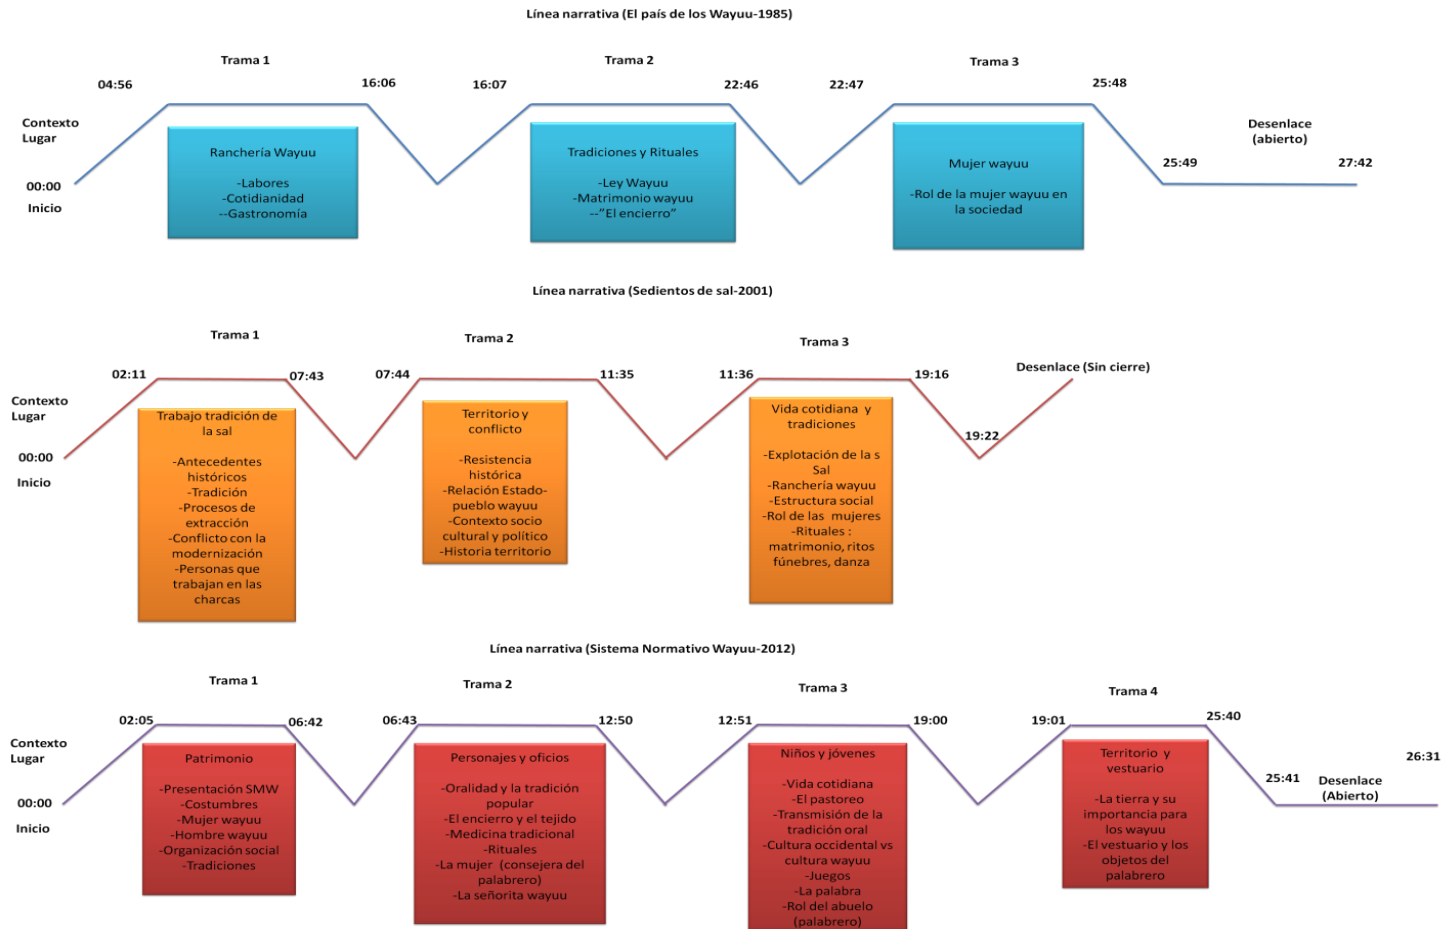 Línea narrativa (El país de los Wayuu-1985)
Trama 1
Trama 2
Trama 3
04:56
16:06
16:07
22:46
22:47
25:48
Contexto
Lugar
00:00
Inicio
Ranchería Wayuu
-Labores
-Cotidianidad
--Gastronomía
Tradiciones y Rituales
-Ley Wayuu
-Matrimonio wayuu
--"El encierro"
Mujer wayuu
-Rol de la mujer wayuu en
la sociedad
Desenlace
(abierto)
25:49
27:42
Línea narrativa (Sedientos de sal-2001)
Trama 1
Trama 2
Trama 3
02:11
07:43
07:44
11:35
11:36
19:16
Desenlace (Sin cierre)
Contexto
Lugar
00:00
Inicio
Trabajo tradición de
la sal
-Antecedentes
históricos
-Tradición
-Procesos de
extracción
-Conflicto con la
modernización
-Personas que
trabajan en las
charcas
Territorio y
conflicto
-Resistencia
histórica
-Relación Estado-
pueblo wayuu
-Contexto socio
cultural y político
-Historia territorio
Vida cotidiana y
tradiciones
-Explotación de la s
Sal
-Ranchería wayuu
-Estructura social
-Rol de las mujeres
-Rituales :
matrimonio, ritos
fúnebres, danza
19:22
Línea narrativa (Sistema Normativo Wayuu-2012)
Trama 1
Trama 2
Trama 3
Trama 4
02:05
06:42
06:43
12:50
12:51
19:00
19:01
25:40
Contexto
Lugar
00:00
Inicio
Patrimonio
-Presentación SMW
-Costumbres
-Mujer wayuu
-Hombre wayuu
-Organización social
-Tradiciones
Personajes y oficios
-Oralidad y la tradición
popular
-El encierro y el tejido
-Medicina tradicional
-Rituales
-La mujer (consejera del
palabrero)
-La señorita wayuu
Niños y jóvenes
-Vida cotidiana
-El pastoreo
-Transmisión de la
tradición oral
-Cultura occidental vs
cultura wayuu
-Juegos
-La palabra
-Rol del abuelo
(palabrero)
Territorio y
vestuario
-La tierra y su
importancia para
los wayuu
-El vestuario y los
objetos del
palabrero
25:41
Desenlace
(Abierto)
26:31